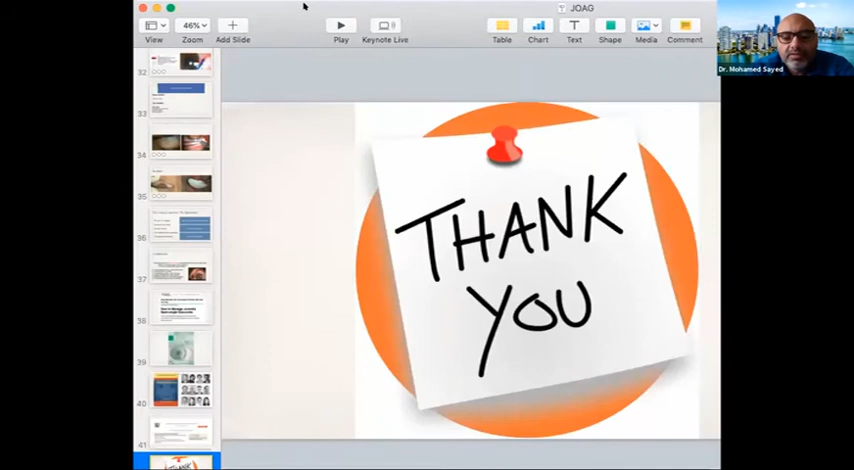 JOAG
46%
View
Zoom
Add Slide
Play
Keynote Live
Table
Chart
Text
Shape
Media
Comment
Dr. Mohamed Sayed
32
33
34
35
36
37
38
39
40
41
THANK
YOU
THANK